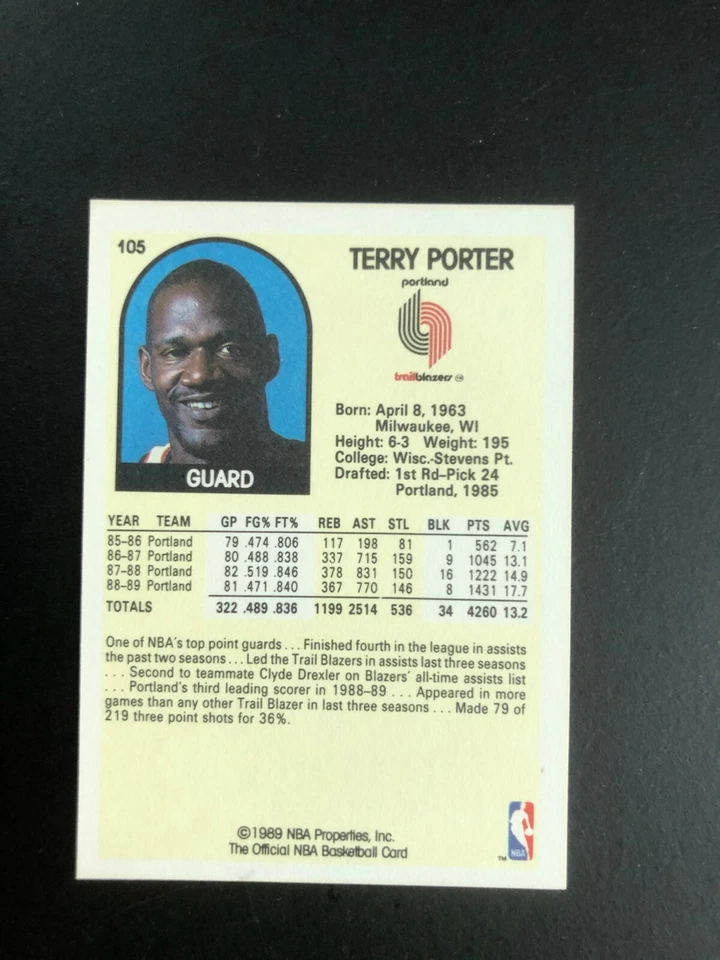 105
TERRY PORTER
portland
trailblazers TM
Born: April 8, 1963
Milwaukee, WI
Height: 6-3 Weight: 195
College: Wisc.-Stevens Pt.
Drafted: 1st Rd-Pick 24
Portland, 1985
GUARD
YEAR TEAM GP FG% FT% REB AST STL BLK PTS AVG
85-86 Portland 79 .474 .806 117 198 81 1 562 7.1
86-87 Portland 80 .488 .838 337 715 159 9 1045 13.1
87-88 Portland 82 .519 .846 378 831 150 16 1222 14.9
88-89 Portland 81 .471 .840 367 770 146 8 1431 17.7
TOTALS 322 .489 .836 1199 2514 536 34 4260 13.2
One of NBA's top point guards . . . Finished fourth in the league in assists
the past two seasons . . . Led the Trail Blazers in assists last three seasons
. . . Second to teammate Clyde Drexler on Blazers' all-time assists list
. . . Portland's third leading scorer in 1988-89 . . . Appeared in more
games than any other Trail Blazer in last three seasons . . . Made 79 of
219 three point shots for 36%.
©1989 NBA Properties, Inc.
The Official NBA Basketball Card
TM
NBA